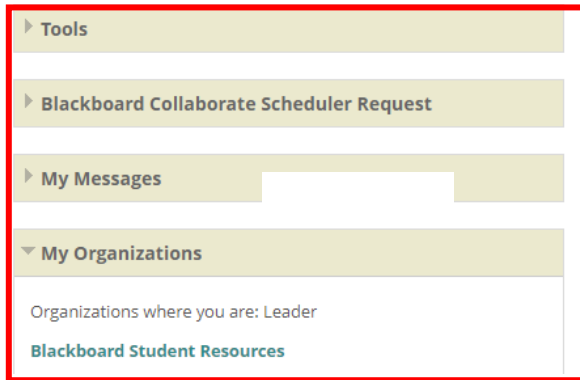 Tools
Blackboard Collaborate Scheduler Request
My Messages
My Organizations
Organizations where you are: Leader
Blackboard Student Resources